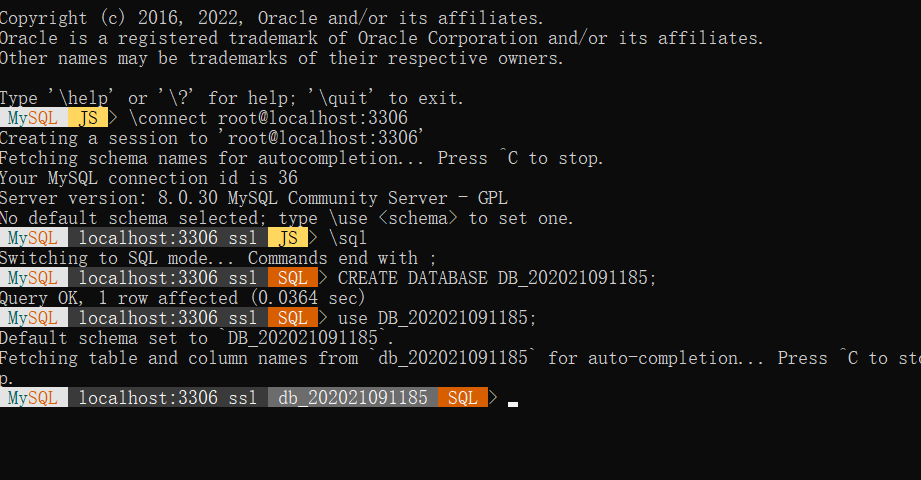 Copyright (c) 2016, 2022, Oracle and/or its affiliates.
Oracle is a registered trademark of Oracle Corporation and/or its affiliates.
Other names may be trademarks of their respective owners.
Type '\help' or '\?' for help; '\quit' to exit.
MySQL JS > \connect root@localhost:3306
Creating a session to 'root@localhost:3306'
Fetching schema names for autocompletion... Press ^C to stop.
Your MySQL connection id is 36
Server version: 8.0.30 MySQL Community Server - GPL
No default schema selected; type \use <schema> to set one.
MySQL localhost:3306 ssl JS > \sql
Switching to SQL mode... Commands end with ;
MySQL localhost:3306 ssl SQL > CREATE DATABASE DB_202021091185;
Query OK, 1 row affected (0.0364 sec)
MySQL localhost:3306 ssl SQL > use DB_202021091185;
Default schema set to `DB_202021091185`.
Fetching table and column names from `db_202021091185` for auto-completion... Press ^C to sto
p.
MySQL localhost:3306 ssl db_202021091185 SQL >